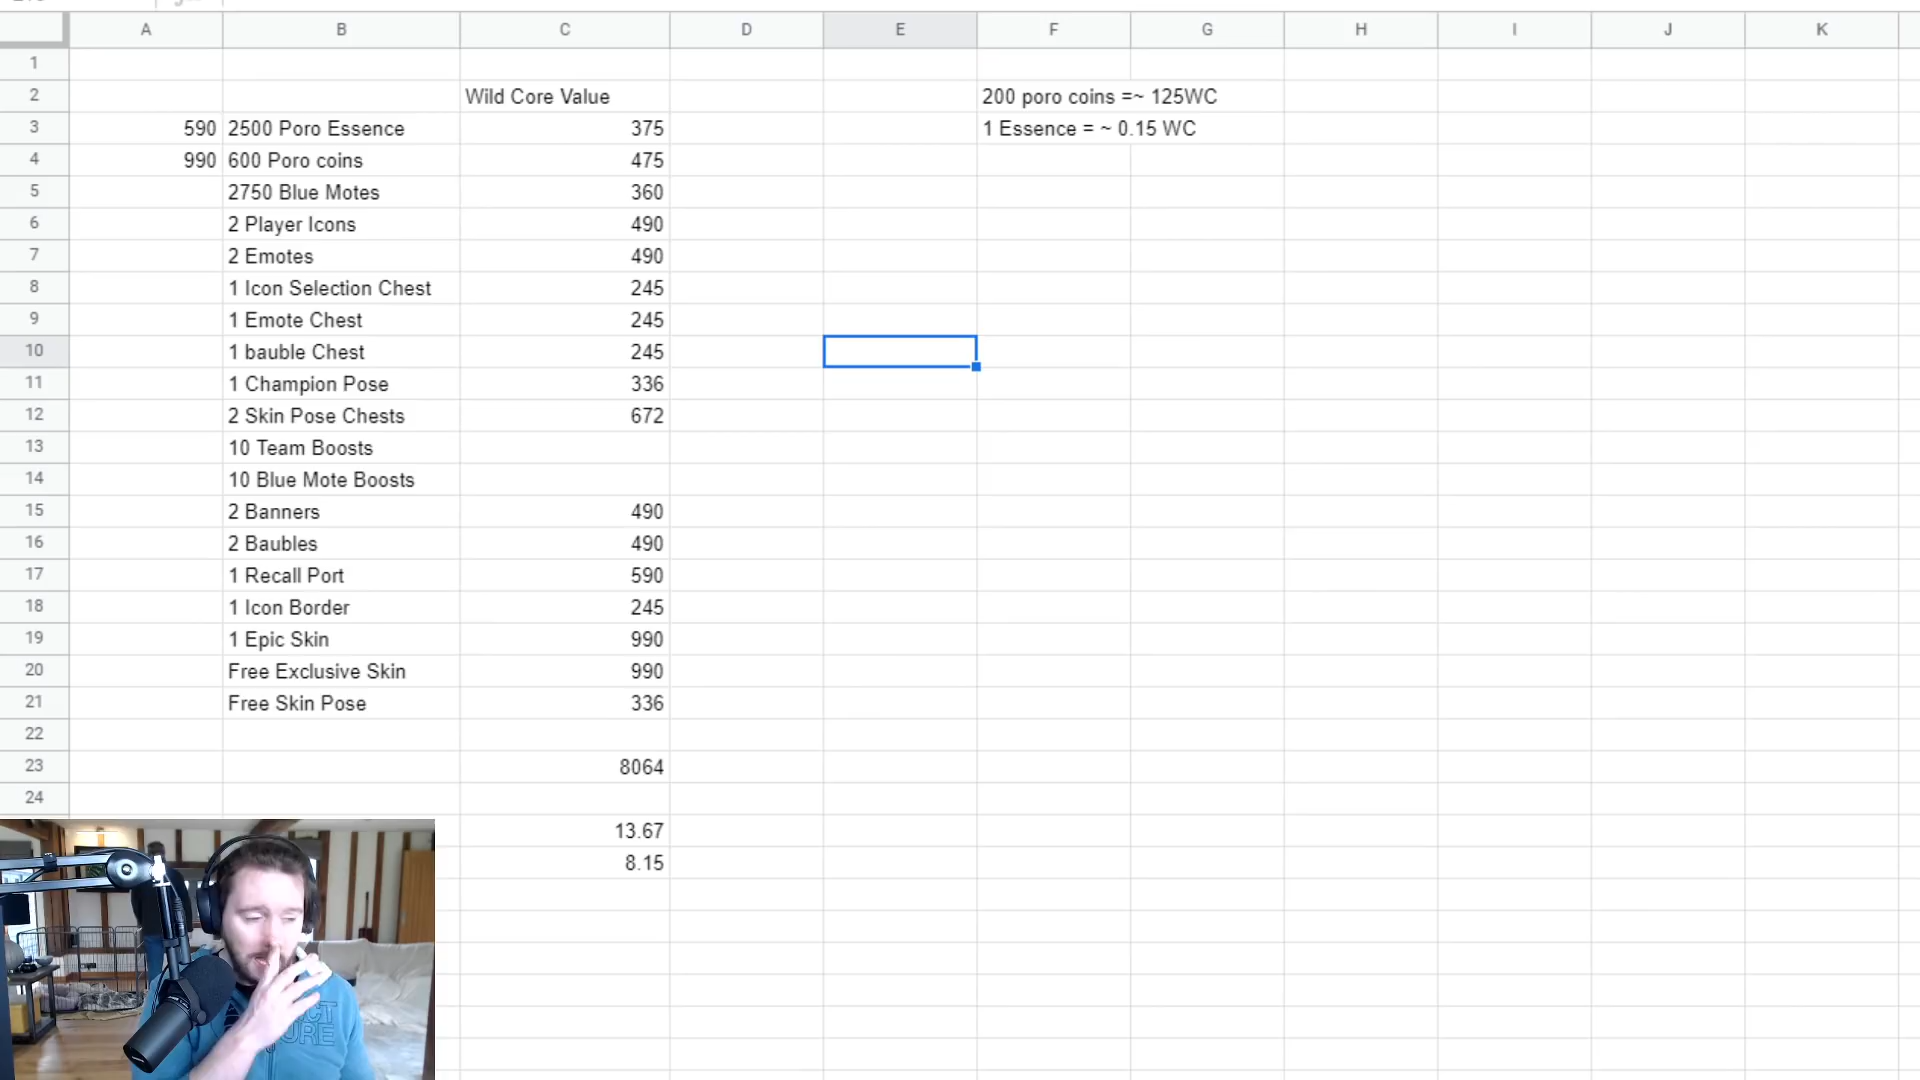 A B C D E F G H I J K
1
2 Wild Core Value 200 poro coins =~ 125WC
3 590 2500 Poro Essence 375 1 Essence = ~ 0.15 WC
4 990 600 Poro coins 475
5 2750 Blue Motes 360
6 2 Player Icons 490
7 2 Emotes 490
8 1 Icon Selection Chest 245
9 1 Emote Chest 245
10 1 bauble Chest 245
11 1 Champion Pose 336
12 2 Skin Pose Chests 672
13 10 Team Boosts
14 10 Blue Mote Boosts
15 2 Banners 490
16 2 Baubles 490
17 1 Recall Port 590
18 1 Icon Border 245
19 1 Epic Skin 990
20 Free Exclusive Skin 990
21 Free Skin Pose 336
22
23 8064
24
13.67
8.15